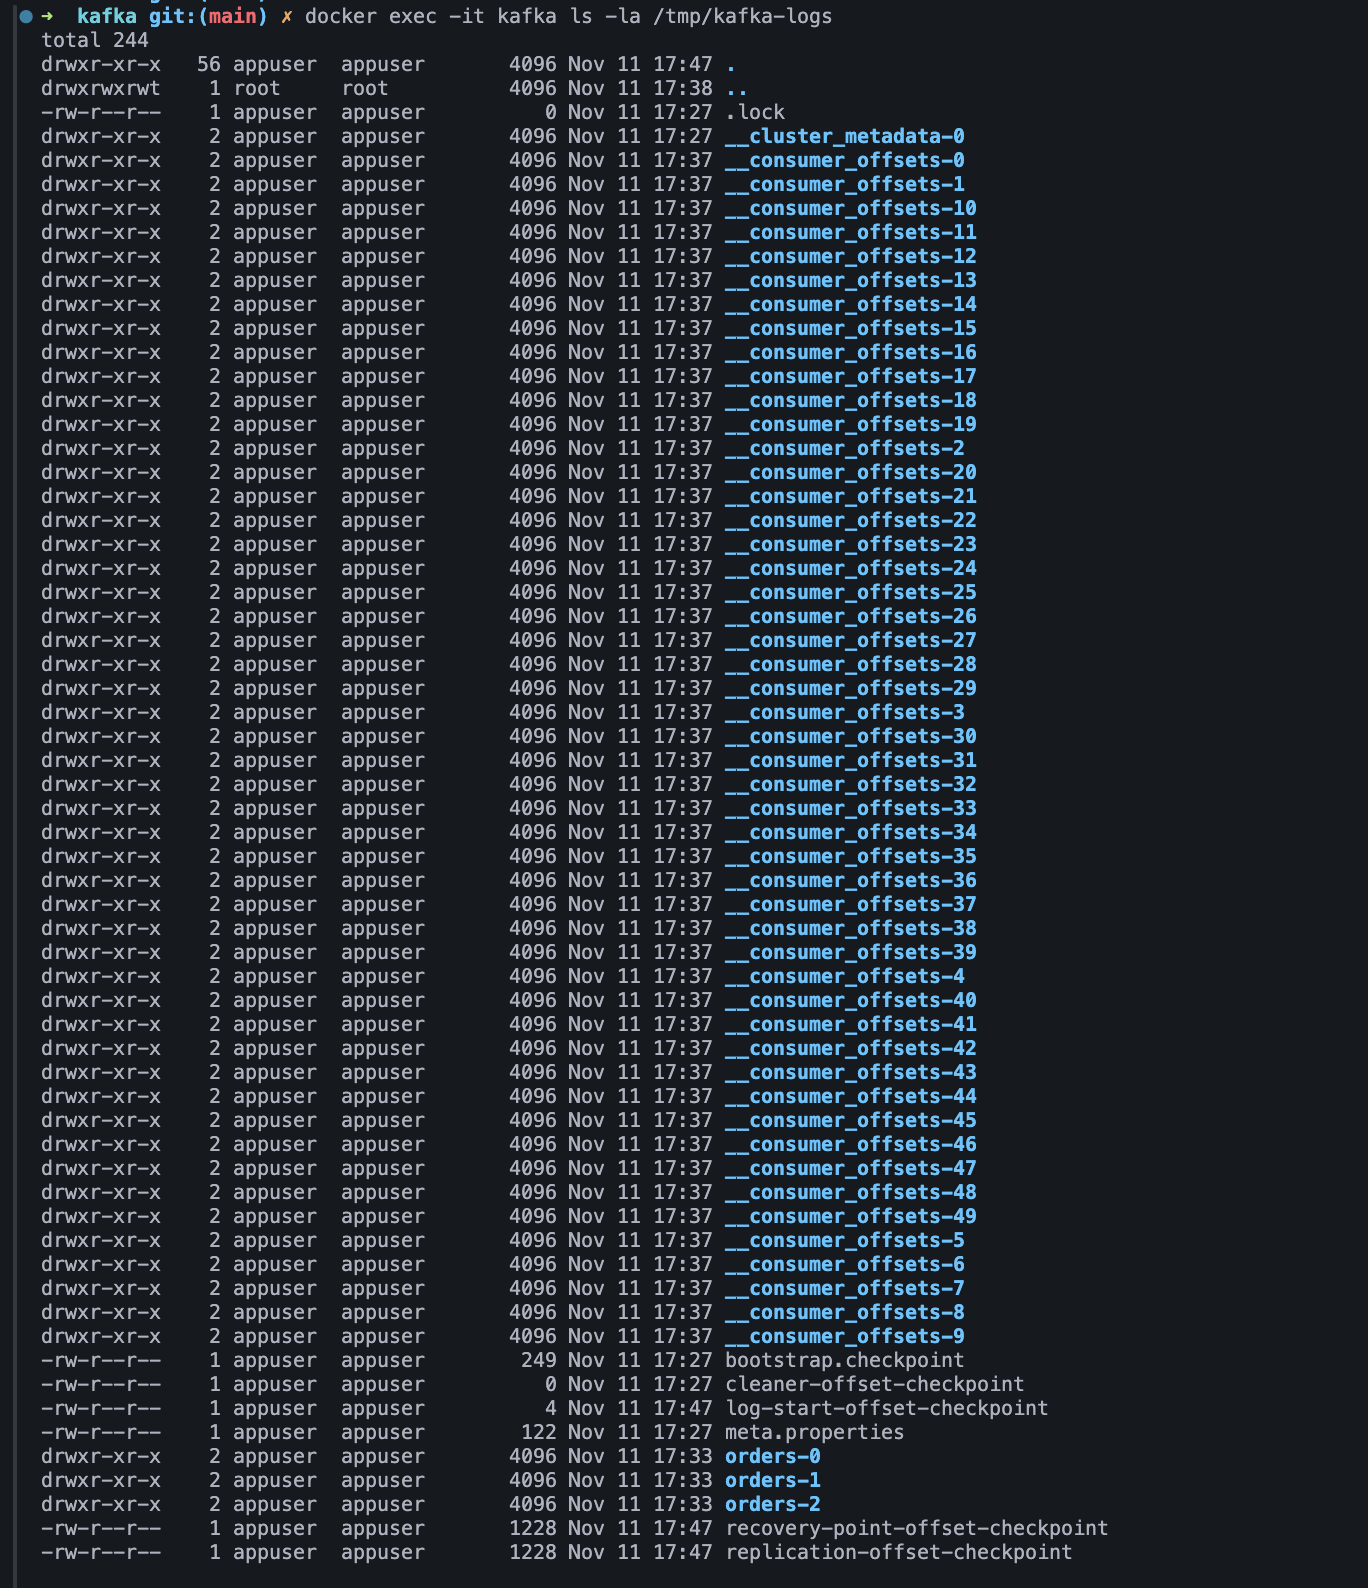 ➜  kafka git:(main) ✗ docker exec -it kafka ls -la /tmp/kafka-logs
total 244
drwxr-xr-x   56 appuser  appuser       4096 Nov 11 17:47 .
drwxrwxrwt    1 root     root          4096 Nov 11 17:38 ..
-rw-r--r--    1 appuser  appuser          0 Nov 11 17:27 .lock
drwxr-xr-x    2 appuser  appuser       4096 Nov 11 17:27 __cluster_metadata-0
drwxr-xr-x    2 appuser  appuser       4096 Nov 11 17:37 __consumer_offsets-0
drwxr-xr-x    2 appuser  appuser       4096 Nov 11 17:37 __consumer_offsets-1
drwxr-xr-x    2 appuser  appuser       4096 Nov 11 17:37 __consumer_offsets-10
drwxr-xr-x    2 appuser  appuser       4096 Nov 11 17:37 __consumer_offsets-11
drwxr-xr-x    2 appuser  appuser       4096 Nov 11 17:37 __consumer_offsets-12
drwxr-xr-x    2 appuser  appuser       4096 Nov 11 17:37 __consumer_offsets-13
drwxr-xr-x    2 appuser  appuser       4096 Nov 11 17:37 __consumer_offsets-14
drwxr-xr-x    2 appuser  appuser       4096 Nov 11 17:37 __consumer_offsets-15
drwxr-xr-x    2 appuser  appuser       4096 Nov 11 17:37 __consumer_offsets-16
drwxr-xr-x    2 appuser  appuser       4096 Nov 11 17:37 __consumer_offsets-17
drwxr-xr-x    2 appuser  appuser       4096 Nov 11 17:37 __consumer_offsets-18
drwxr-xr-x    2 appuser  appuser       4096 Nov 11 17:37 __consumer_offsets-19
drwxr-xr-x    2 appuser  appuser       4096 Nov 11 17:37 __consumer_offsets-2
drwxr-xr-x    2 appuser  appuser       4096 Nov 11 17:37 __consumer_offsets-20
drwxr-xr-x    2 appuser  appuser       4096 Nov 11 17:37 __consumer_offsets-21
drwxr-xr-x    2 appuser  appuser       4096 Nov 11 17:37 __consumer_offsets-22
drwxr-xr-x    2 appuser  appuser       4096 Nov 11 17:37 __consumer_offsets-23
drwxr-xr-x    2 appuser  appuser       4096 Nov 11 17:37 __consumer_offsets-24
drwxr-xr-x    2 appuser  appuser       4096 Nov 11 17:37 __consumer_offsets-25
drwxr-xr-x    2 appuser  appuser       4096 Nov 11 17:37 __consumer_offsets-26
drwxr-xr-x    2 appuser  appuser       4096 Nov 11 17:37 __consumer_offsets-27
drwxr-xr-x    2 appuser  appuser       4096 Nov 11 17:37 __consumer_offsets-28
drwxr-xr-x    2 appuser  appuser       4096 Nov 11 17:37 __consumer_offsets-29
drwxr-xr-x    2 appuser  appuser       4096 Nov 11 17:37 __consumer_offsets-3
drwxr-xr-x    2 appuser  appuser       4096 Nov 11 17:37 __consumer_offsets-30
drwxr-xr-x    2 appuser  appuser       4096 Nov 11 17:37 __consumer_offsets-31
drwxr-xr-x    2 appuser  appuser       4096 Nov 11 17:37 __consumer_offsets-32
drwxr-xr-x    2 appuser  appuser       4096 Nov 11 17:37 __consumer_offsets-33
drwxr-xr-x    2 appuser  appuser       4096 Nov 11 17:37 __consumer_offsets-34
drwxr-xr-x    2 appuser  appuser       4096 Nov 11 17:37 __consumer_offsets-35
drwxr-xr-x    2 appuser  appuser       4096 Nov 11 17:37 __consumer_offsets-36
drwxr-xr-x    2 appuser  appuser       4096 Nov 11 17:37 __consumer_offsets-37
drwxr-xr-x    2 appuser  appuser       4096 Nov 11 17:37 __consumer_offsets-38
drwxr-xr-x    2 appuser  appuser       4096 Nov 11 17:37 __consumer_offsets-39
drwxr-xr-x    2 appuser  appuser       4096 Nov 11 17:37 __consumer_offsets-4
drwxr-xr-x    2 appuser  appuser       4096 Nov 11 17:37 __consumer_offsets-40
drwxr-xr-x    2 appuser  appuser       4096 Nov 11 17:37 __consumer_offsets-41
drwxr-xr-x    2 appuser  appuser       4096 Nov 11 17:37 __consumer_offsets-42
drwxr-xr-x    2 appuser  appuser       4096 Nov 11 17:37 __consumer_offsets-43
drwxr-xr-x    2 appuser  appuser       4096 Nov 11 17:37 __consumer_offsets-44
drwxr-xr-x    2 appuser  appuser       4096 Nov 11 17:37 __consumer_offsets-45
drwxr-xr-x    2 appuser  appuser       4096 Nov 11 17:37 __consumer_offsets-46
drwxr-xr-x    2 appuser  appuser       4096 Nov 11 17:37 __consumer_offsets-47
drwxr-xr-x    2 appuser  appuser       4096 Nov 11 17:37 __consumer_offsets-48
drwxr-xr-x    2 appuser  appuser       4096 Nov 11 17:37 __consumer_offsets-49
drwxr-xr-x    2 appuser  appuser       4096 Nov 11 17:37 __consumer_offsets-5
drwxr-xr-x    2 appuser  appuser       4096 Nov 11 17:37 __consumer_offsets-6
drwxr-xr-x    2 appuser  appuser       4096 Nov 11 17:37 __consumer_offsets-7
drwxr-xr-x    2 appuser  appuser       4096 Nov 11 17:37 __consumer_offsets-8
drwxr-xr-x    2 appuser  appuser       4096 Nov 11 17:37 __consumer_offsets-9
-rw-r--r--    1 appuser  appuser        249 Nov 11 17:27 bootstrap.checkpoint
-rw-r--r--    1 appuser  appuser          0 Nov 11 17:27 cleaner-offset-checkpoint
-rw-r--r--    1 appuser  appuser          4 Nov 11 17:47 log-start-offset-checkpoint
-rw-r--r--    1 appuser  appuser        122 Nov 11 17:27 meta.properties
drwxr-xr-x    2 appuser  appuser       4096 Nov 11 17:33 orders-0
drwxr-xr-x    2 appuser  appuser       4096 Nov 11 17:33 orders-1
drwxr-xr-x    2 appuser  appuser       4096 Nov 11 17:33 orders-2
-rw-r--r--    1 appuser  appuser       1228 Nov 11 17:47 recovery-point-offset-checkpoint
-rw-r--r--    1 appuser  appuser       1228 Nov 11 17:47 replication-offset-checkpoint